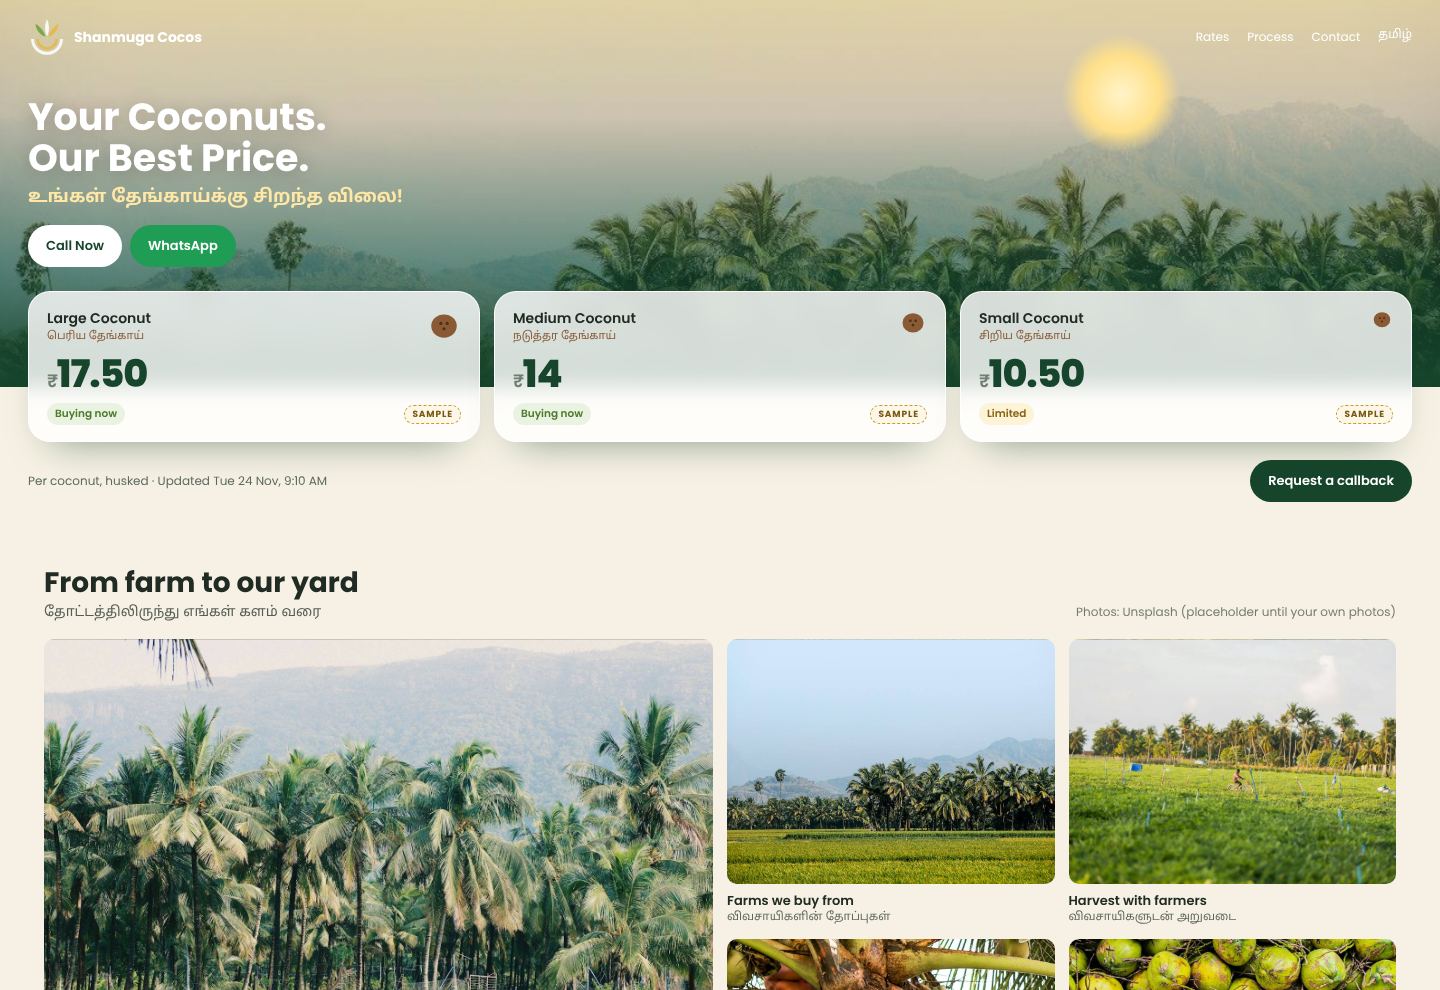 Shanmuga Cocos
Rates Process Contact தமிழ்
Your Coconuts.
Our Best Price.
உங்கள் தேங்காய்க்கு சிறந்த விலை!
Call Now WhatsApp
Large Coconut
பெரிய தேங்காய்
₹17.50
Buying now SAMPLE
Medium Coconut
நடுத்தர தேங்காய்
₹14
Buying now SAMPLE
Small Coconut
சிறிய தேங்காய்
₹10.50
Limited SAMPLE
Per coconut, husked · Updated Tue 24 Nov, 9:10 AM
Request a callback
From farm to our yard
தோட்டத்திலிருந்து எங்கள் களம் வரை
Photos: Unsplash (placeholder until your own photos)
Farms we buy from
விவசாயிகளின் தோப்புகள்
Harvest with farmers
விவசாயிகளுடன் அறுவடை